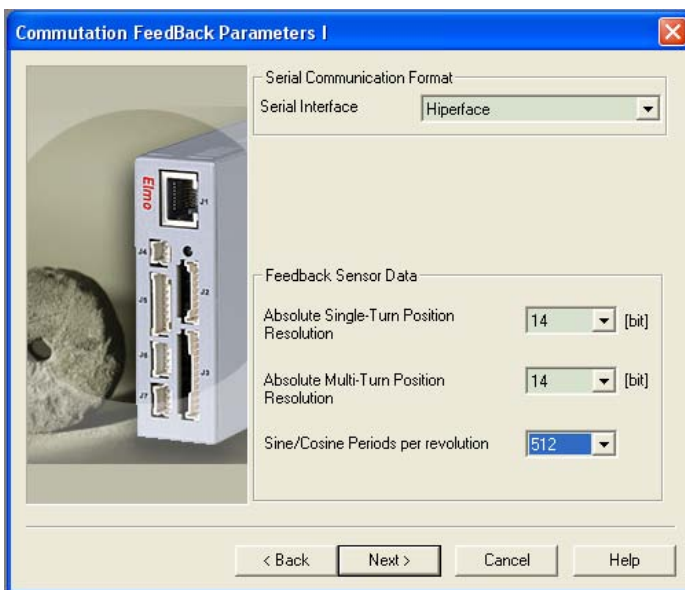 Commutation FeedBack Parameters I
Serial Communication Format
Serial Interface
Hiperface
Elmo
J1
J4
J2
J5
J6
J3
J7
Feedback Sensor Data
Absolute Single-Turn Position
Resolution
14 [bit]
Absolute Multi-Turn Position
Resolution
14 [bit]
Sine/Cosine Periods per revolution
512
< Back
Next >
Cancel
Help